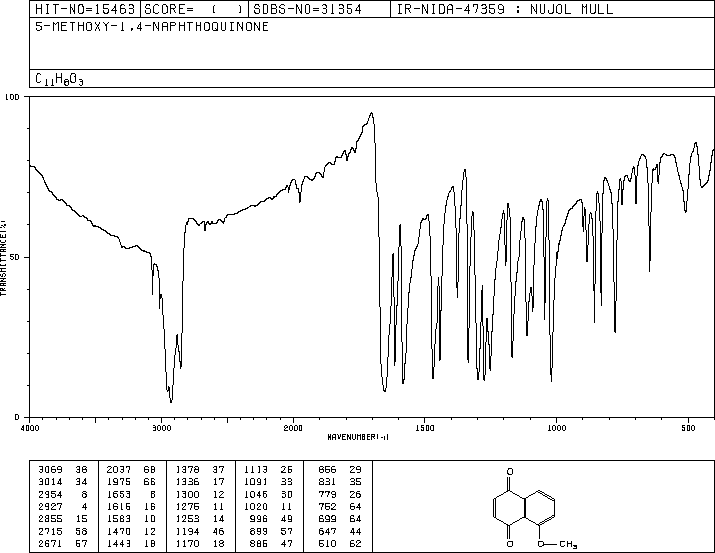 HIT-NO=15463 SCORE= ( ) SDBS-NO=31354 IR-NIDA-47359 : NUJOL MULL
5-METHOXY-1,4-NAPHTHOQUINONE
C11H8O3
100
50
0
TRANSMITTANCE(%)
4000 3000 2000 1500 1000 500
WAVENUMBER(-1)
3069 36 2037 68 1378 37 1113 25 856 29
3014 34 1975 66 1336 17 1091 33 831 35
2954 8 1653 8 1300 12 1046 30 779 26
2927 4 1616 16 1275 11 1020 11 752 64
2855 15 1583 10 1253 14 996 49 699 64
2715 58 1470 12 1194 46 899 57 647 44
2671 57 1443 18 1170 18 886 47 510 62
O
O
O
CH3